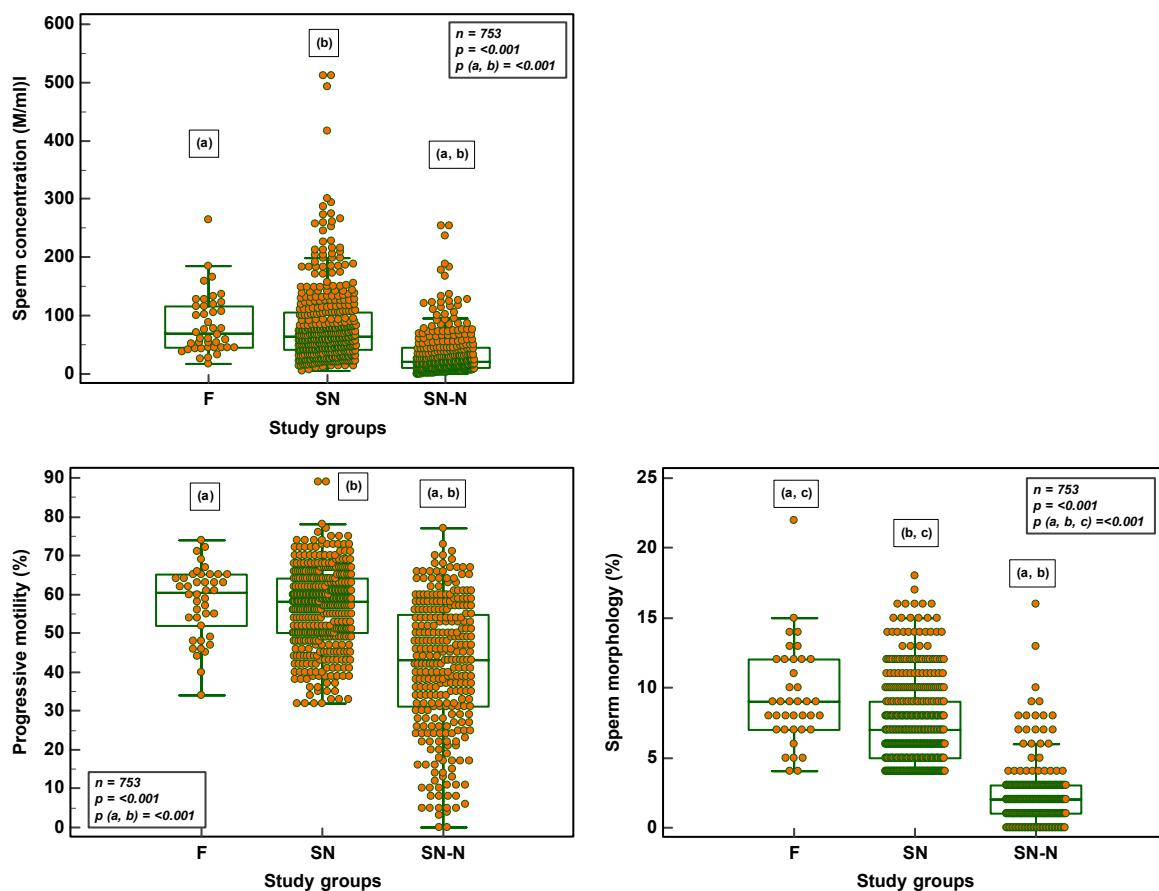 600
500
400
300
200
100
0
Sperm concentration (M/ml)l
(a)
(b)
(a, b)
n = 753
p = <0.001
p (a, b) = <0.001
F SN SN-N
Study groups
90
80
70
60
50
40
30
20
10
0
Progressive motility (%)
(a)
(b)
(a, b)
n = 753
p = <0.001
p (a, b) = <0.001
F SN SN-N
Study groups
25
20
15
10
5
0
Sperm morphology (%)
(a, c)
(b, c)
(a, b)
n = 753
p = <0.001
p (a, b, c) =<0.001
F SN SN-N
Study groups